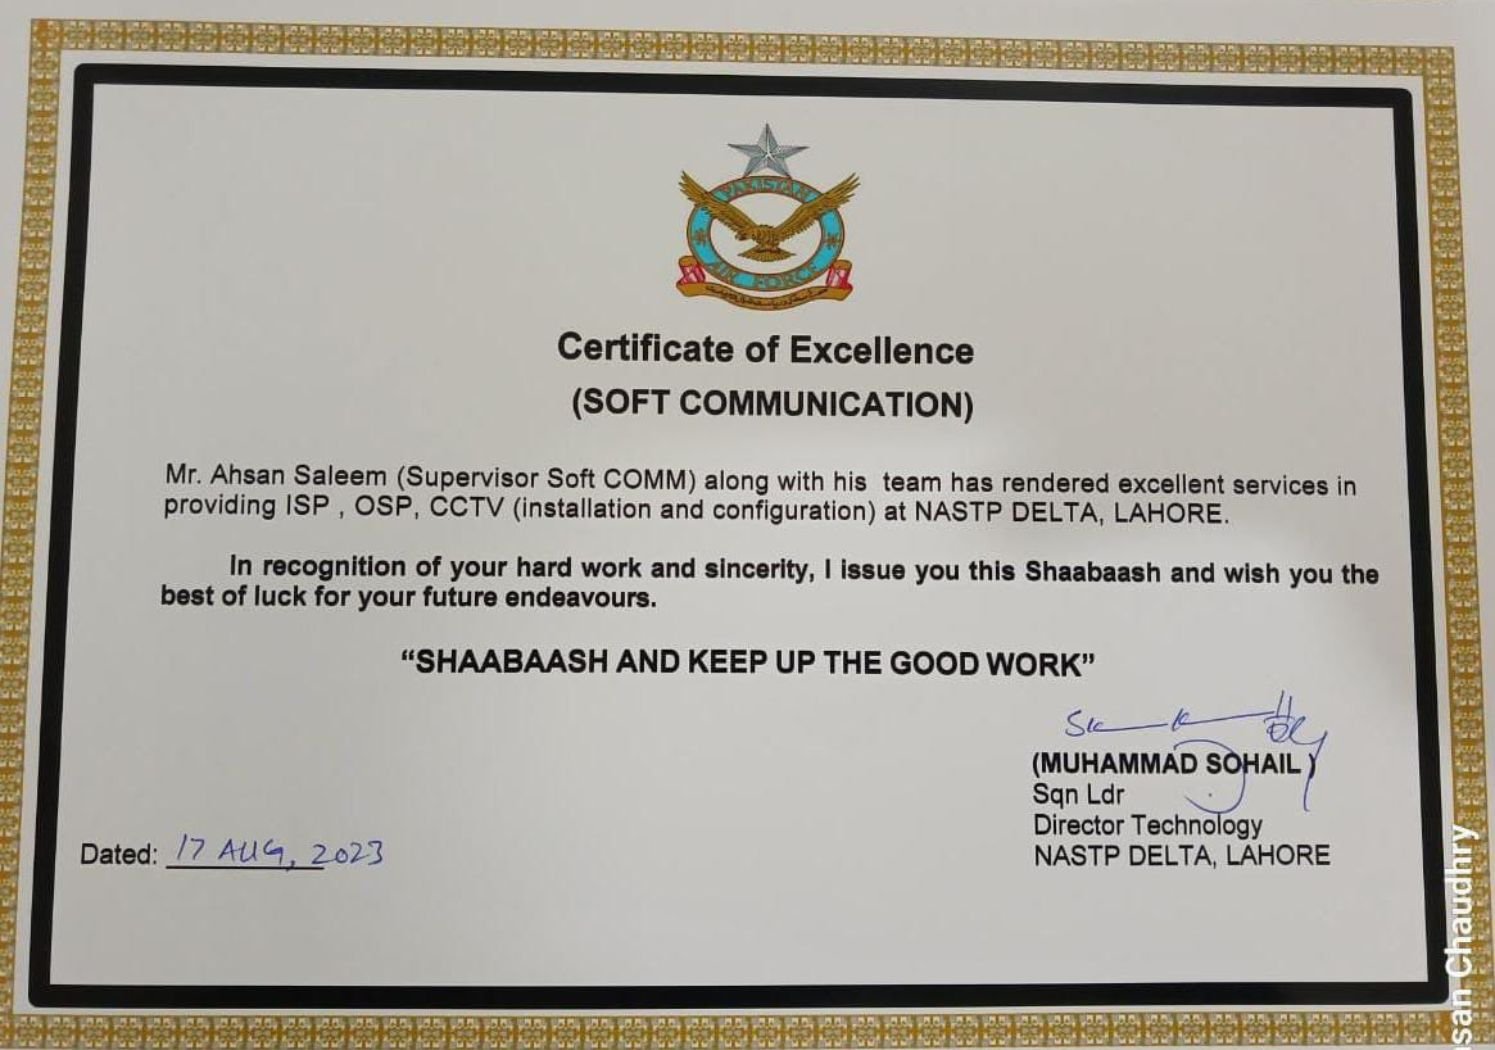 PAKISTAN
AIR FORCE
Certificate of Excellence
(SOFT COMMUNICATION)
Mr. Ahsan Saleem (Supervisor Soft COMM) along with his team has rendered excellent services in
providing ISP , OSP, CCTV (installation and configuration) at NASTP DELTA, LAHORE.
In recognition of your hard work and sincerity, I issue you this Shaabaash and wish you the
best of luck for your future endeavours.
“SHAABAASH AND KEEP UP THE GOOD WORK”
(MUHAMMAD SOHAIL )
Sqn Ldr
Director Technology
NASTP DELTA, LAHORE
Dated: 17 AUG, 2023
san Chaudhry